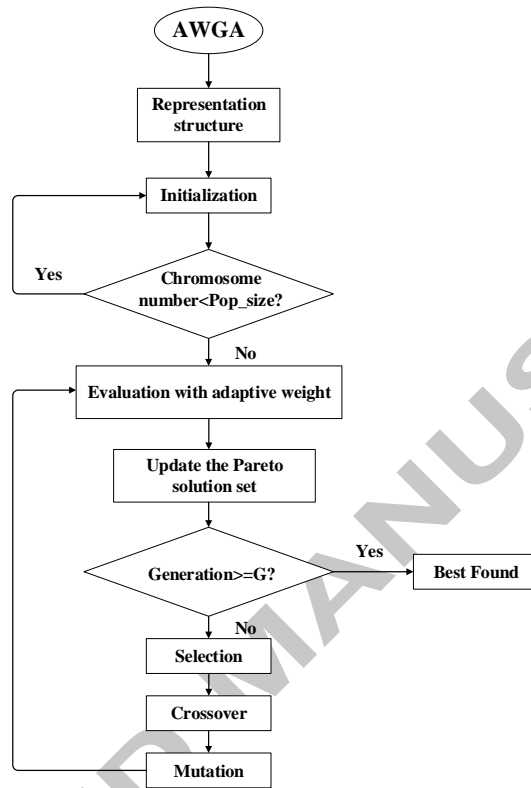 AWGA
Representation
structure
Initialization
Yes
Chromosome
number<Pop_size?
No
Evaluation with adaptive weight
Update the Pareto
solution set
Generation>=G?
Yes
Best Found
No
Selection
Crossover
Mutation